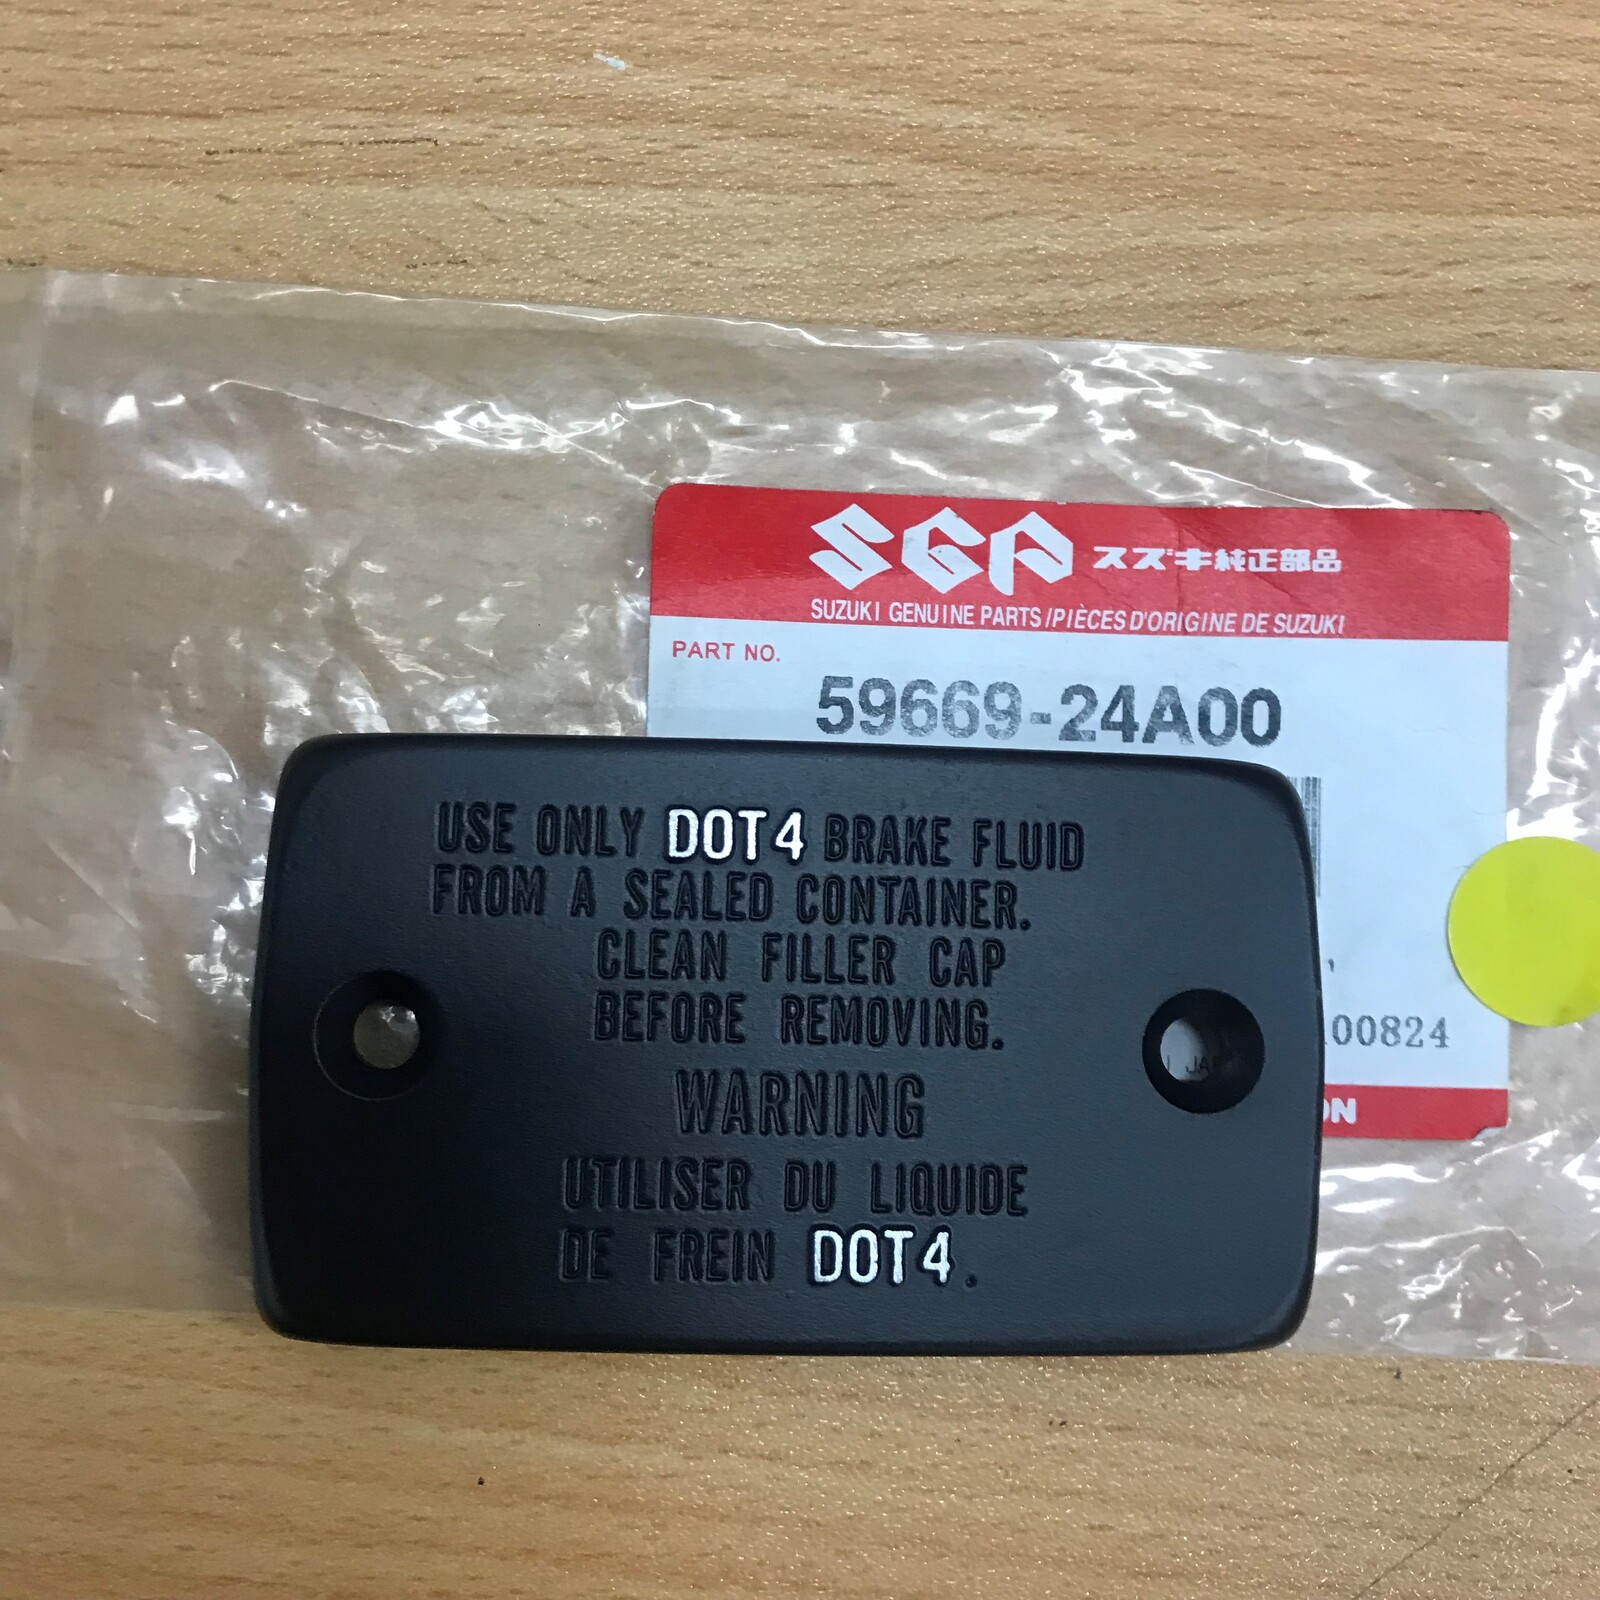 SGP スズキ純正部品
SUZUKI GENUINE PARTS/PIÈCES D'ORIGINE DE SUZUKI
PART NO.
59669-24A00
USE ONLY DOT4 BRAKE FLUID
FROM A SEALED CONTAINER.
CLEAN FILLER CAP
BEFORE REMOVING.
WARNING
UTILISER DU LIQUIDE
DE FREIN DOT4.
00824
ON